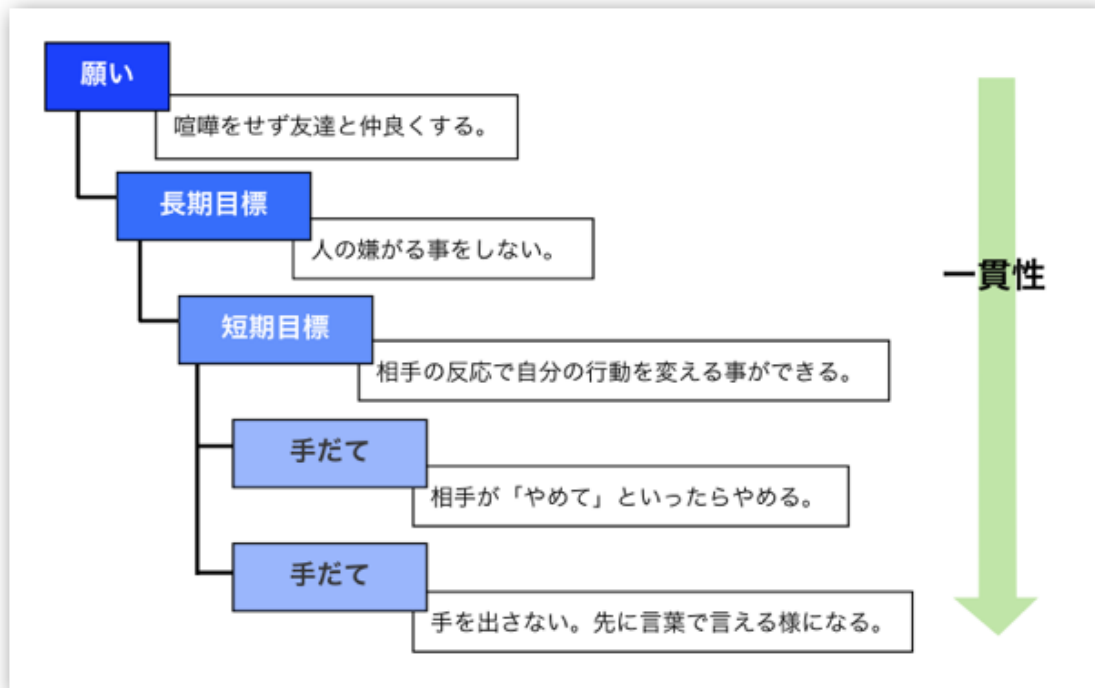 願い
喧嘩をせず友達と仲良くする。
長期目標
人の嫌がる事をしない。
一貫性
短期目標
相手の反応で自分の行動を変える事ができる。
手だて
相手が「やめて」といったらやめる。
手だて
手を出さない。先に言葉で言える様になる。